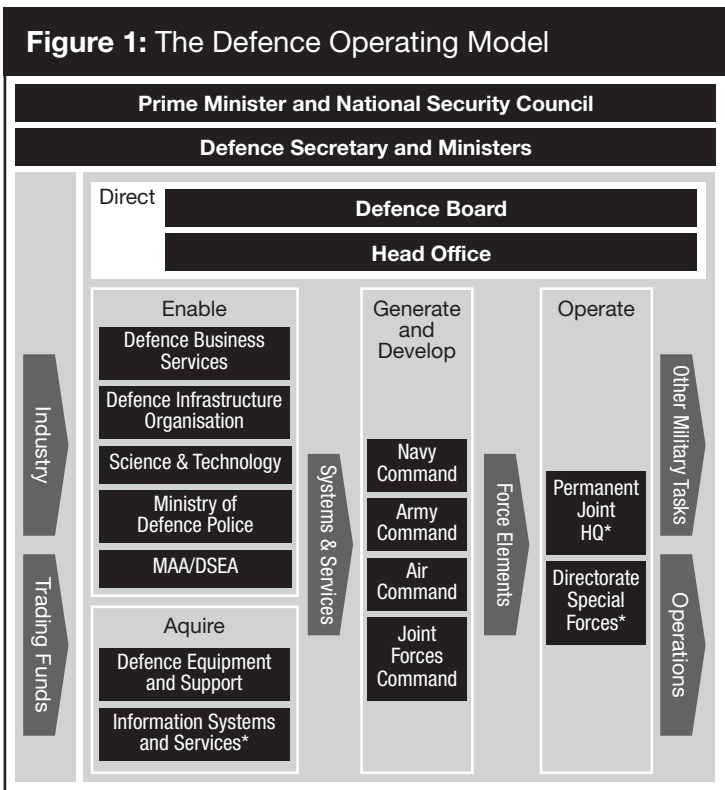 Figure 1: The Defence Operating Model
Prime Minister and National Security Council
Defence Secretary and Ministers
Direct
Defence Board
Head Office
Industry
Trading Funds
Enable
Defence Business
Services
Defence Infrastructure
Organisation
Science & Technology
Ministry of
Defence Police
MAA/DSEA
Aquire
Defence Equipment
and Support
Information Systems
and Services*
Systems & Services
Generate
and
Develop
Navy
Command
Army
Command
Air
Command
Joint
Forces
Command
Force Elements
Operate
Permanent
Joint
HQ*
Directorate
Special
Forces*
Other Military Tasks
Operations